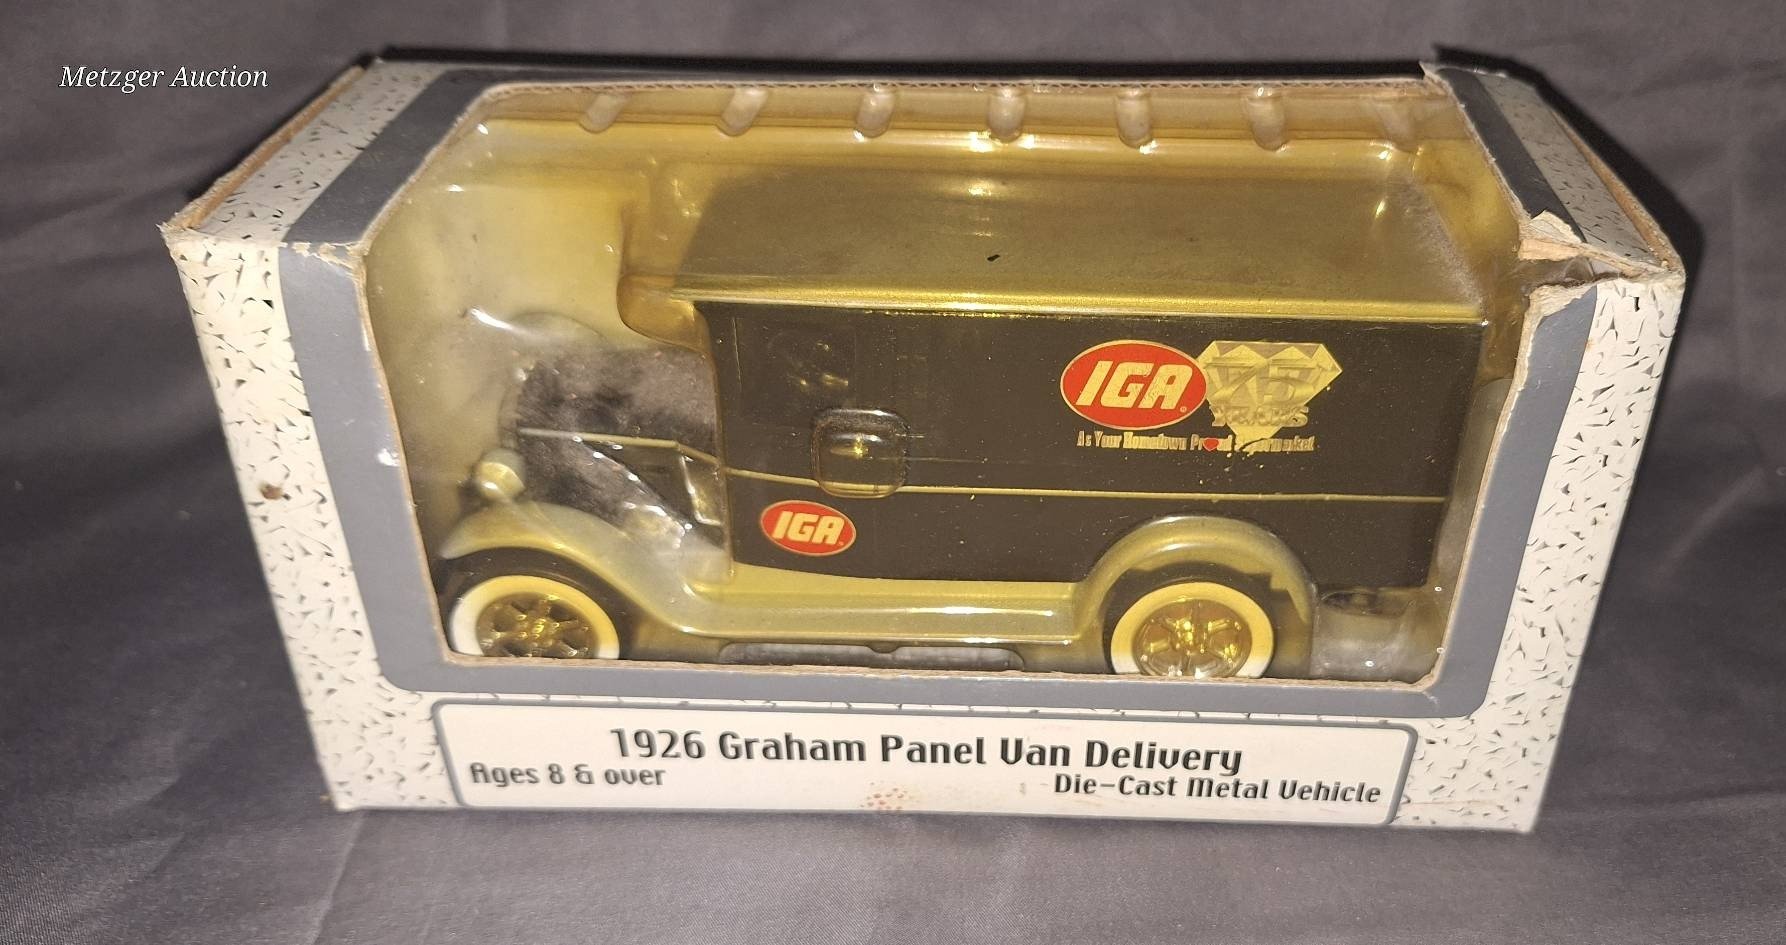 Metzger Auction
IGA
75
YEARS
As Your Hometown Proud Supermarket
IGA
1926 Graham Panel Van Delivery
Ages 8 & over
Die-Cast Metal Vehicle